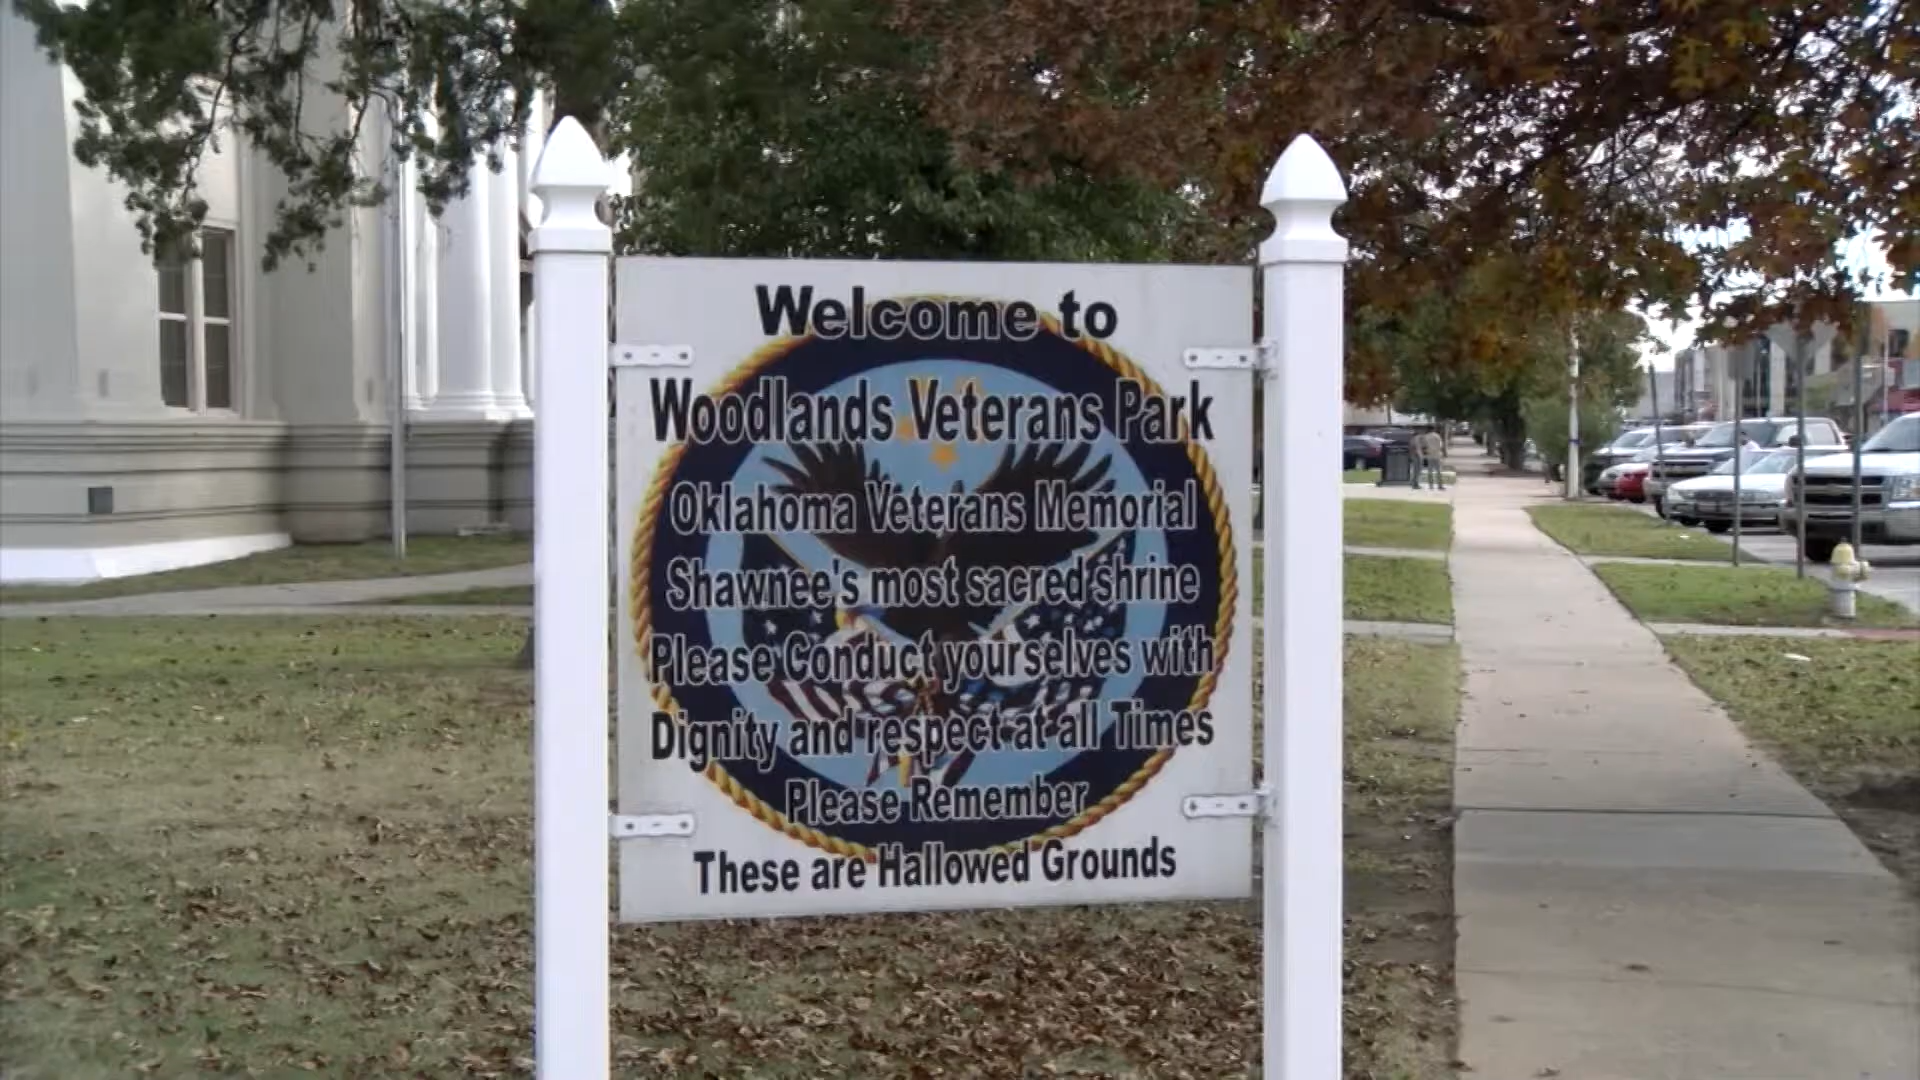 Welcome to
Woodlands Veterans Park
Oklahoma Veterans Memorial
Shawnee's most sacred shrine
Please Conduct yourselves with
Dignity and respect at all Times
Please Remember
These are Hallowed Grounds